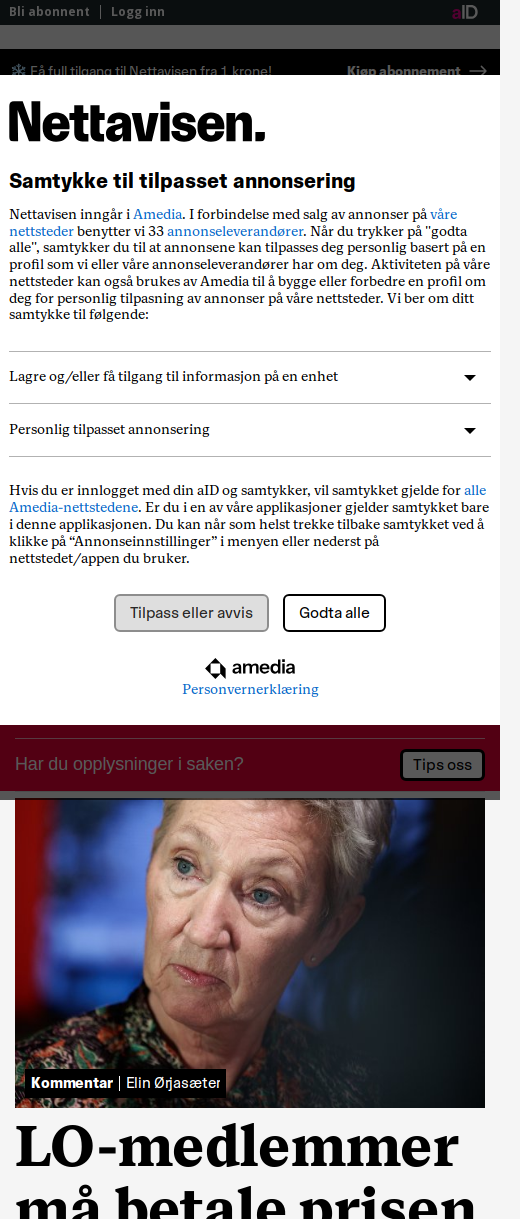 Bli abonnent | Logg inn
aID
Få full tilgang til Nettavisen fra 1 krone!
Kjøp abonnement
Nettavisen.
Samtykke til tilpasset annonsering
Nettavisen inngår i Amedia. I forbindelse med salg av annonser på våre
nettsteder benytter vi 33 annonseleverandører. Når du trykker på "godta
alle", samtykker du til at annonsene kan tilpasses deg personlig basert på en
profil som vi eller våre annonseleverandører har om deg. Aktiviteten på våre
nettsteder kan også brukes av Amedia til å bygge eller forbedre en profil om
deg for personlig tilpasning av annonser på våre nettsteder. Vi ber om ditt
samtykke til følgende:
Lagre og/eller få tilgang til informasjon på en enhet
Personlig tilpasset annonsering
Hvis du er innlogget med din aID og samtykker, vil samtykket gjelde for alle
Amedia-nettstedene. Er du i en av våre applikasjoner gjelder samtykket bare
i denne applikasjonen. Du kan når som helst trekke tilbake samtykket ved å
klikke på “Annonseinnstillinger” i menyen eller nederst på
nettstedet/appen du bruker.
Tilpass eller avvis
Godta alle
amedia
Personvernerklæring
Har du opplysninger i saken?
Tips oss
Kommentar | Elin Ørjasæter
LO-medlemmer
må betale prisen